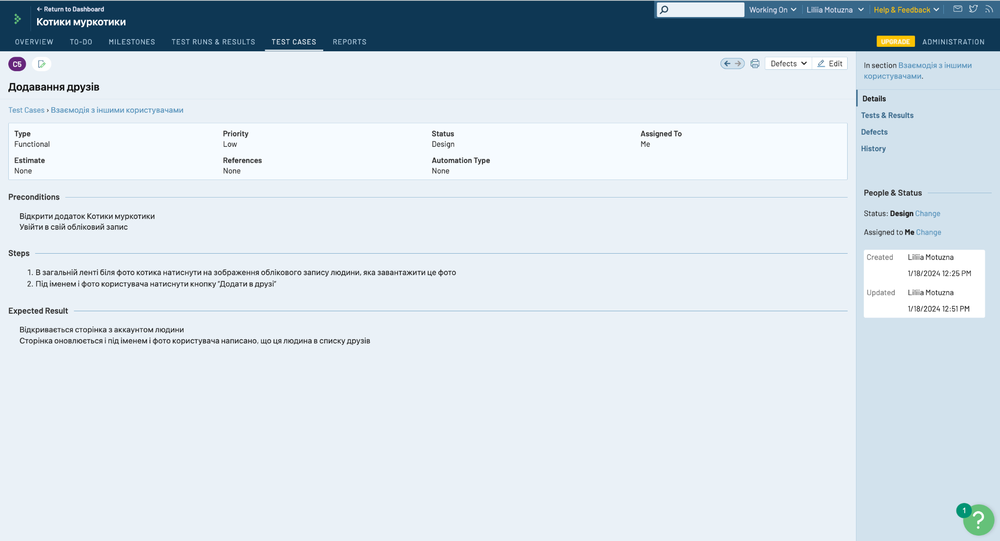 ← Return to Dashboard
Котики муркотики
Working On
Liliia Motuzna
Help & Feedback
OVERVIEW
TO-DO
MILESTONES
TEST RUNS & RESULTS
TEST CASES
REPORTS
UPGRADE
ADMINISTRATION
C5
Defects
Edit
Додавання друзів
Test Cases › Взаємодія з іншими користувачами
Type
Functional
Priority
Low
Status
Design
Assigned To
Me
Estimate
None
References
None
Automation Type
None
Preconditions
Відкрити додаток Котики муркотики
Увійти в свій обліковий запис
Steps
1. В загальній ленті біля фото котика натиснути на зображення облікового запису людини, яка завантажити це фото
2. Під іменем і фото користувача натиснути кнопку "Додати в друзі"
Expected Result
Відкривається сторінка з аккаунтом людини
Сторінка оновлюється і під іменем і фото користувача написано, що ця людина в списку друзів
In section Взаємодія з іншими
користувачами.
Details
Tests & Results
Defects
History
People & Status
Status: Design Change
Assigned to Me Change
Created Liliia Motuzna
1/18/2024 12:25 PM
Updated Liliia Motuzna
1/18/2024 12:51 PM
1
?